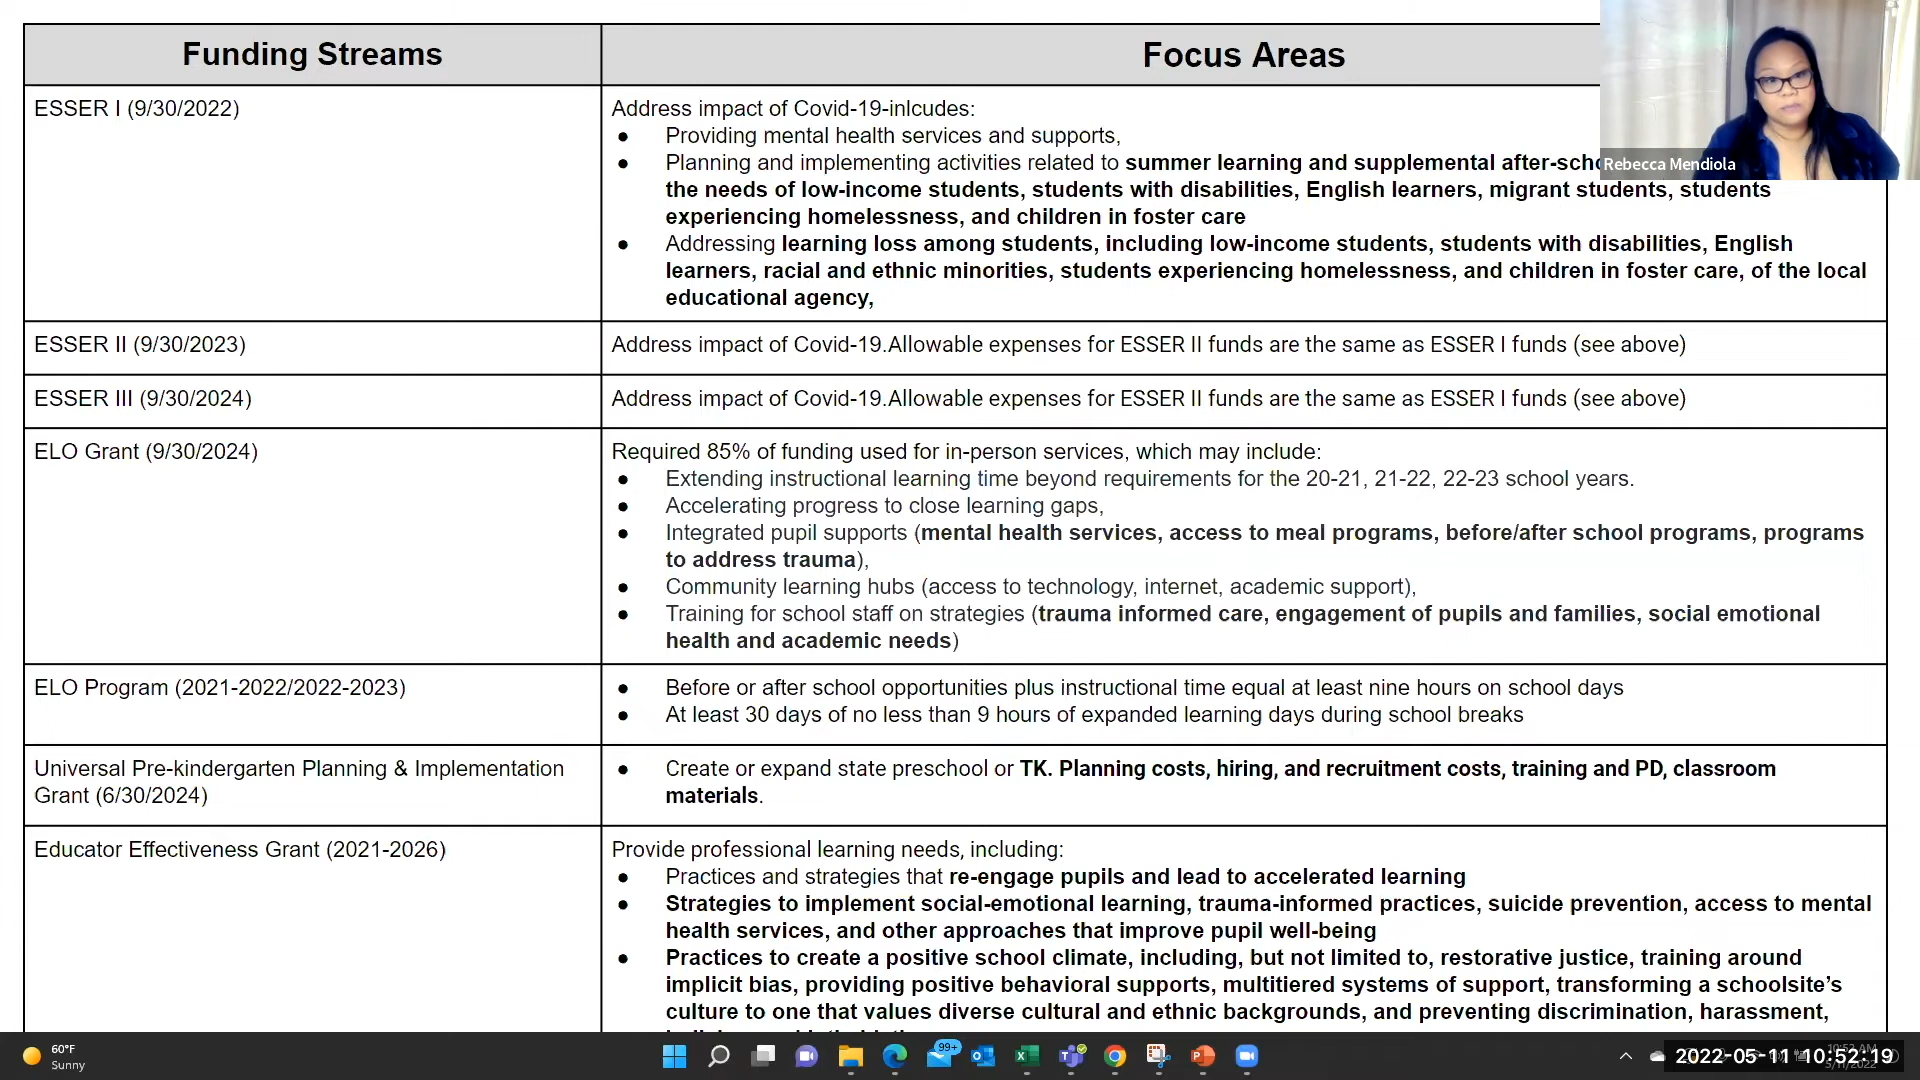 Funding Streams
Focus Areas
ESSER I (9/30/2022)
Address impact of Covid-19-inlcudes:
● Providing mental health services and supports,
● Planning and implementing activities related to summer learning and supplemental after-scho
the needs of low-income students, students with disabilities, English learners, migrant students, students
experiencing homelessness, and children in foster care
● Addressing learning loss among students, including low-income students, students with disabilities, English
learners, racial and ethnic minorities, students experiencing homelessness, and children in foster care, of the local
educational agency,
Rebecca Mendiola
ESSER II (9/30/2023)
Address impact of Covid-19.Allowable expenses for ESSER II funds are the same as ESSER I funds (see above)
ESSER III (9/30/2024)
Address impact of Covid-19.Allowable expenses for ESSER II funds are the same as ESSER I funds (see above)
ELO Grant (9/30/2024)
Required 85% of funding used for in-person services, which may include:
● Extending instructional learning time beyond requirements for the 20-21, 21-22, 22-23 school years.
● Accelerating progress to close learning gaps,
● Integrated pupil supports (mental health services, access to meal programs, before/after school programs, programs
to address trauma),
● Community learning hubs (access to technology, internet, academic support),
● Training for school staff on strategies (trauma informed care, engagement of pupils and families, social emotional
health and academic needs)
ELO Program (2021-2022/2022-2023)
● Before or after school opportunities plus instructional time equal at least nine hours on school days
● At least 30 days of no less than 9 hours of expanded learning days during school breaks
Universal Pre-kindergarten Planning & Implementation
Grant (6/30/2024)
● Create or expand state preschool or TK. Planning costs, hiring, and recruitment costs, training and PD, classroom
materials.
Educator Effectiveness Grant (2021-2026)
Provide professional learning needs, including:
● Practices and strategies that re-engage pupils and lead to accelerated learning
● Strategies to implement social-emotional learning, trauma-informed practices, suicide prevention, access to mental
health services, and other approaches that improve pupil well-being
● Practices to create a positive school climate, including, but not limited to, restorative justice, training around
implicit bias, providing positive behavioral supports, multitiered systems of support, transforming a schoolsite's
culture to one that values diverse cultural and ethnic backgrounds, and preventing discrimination, harassment,
60°F
Sunny
99+
2022-05-11 10:52:19